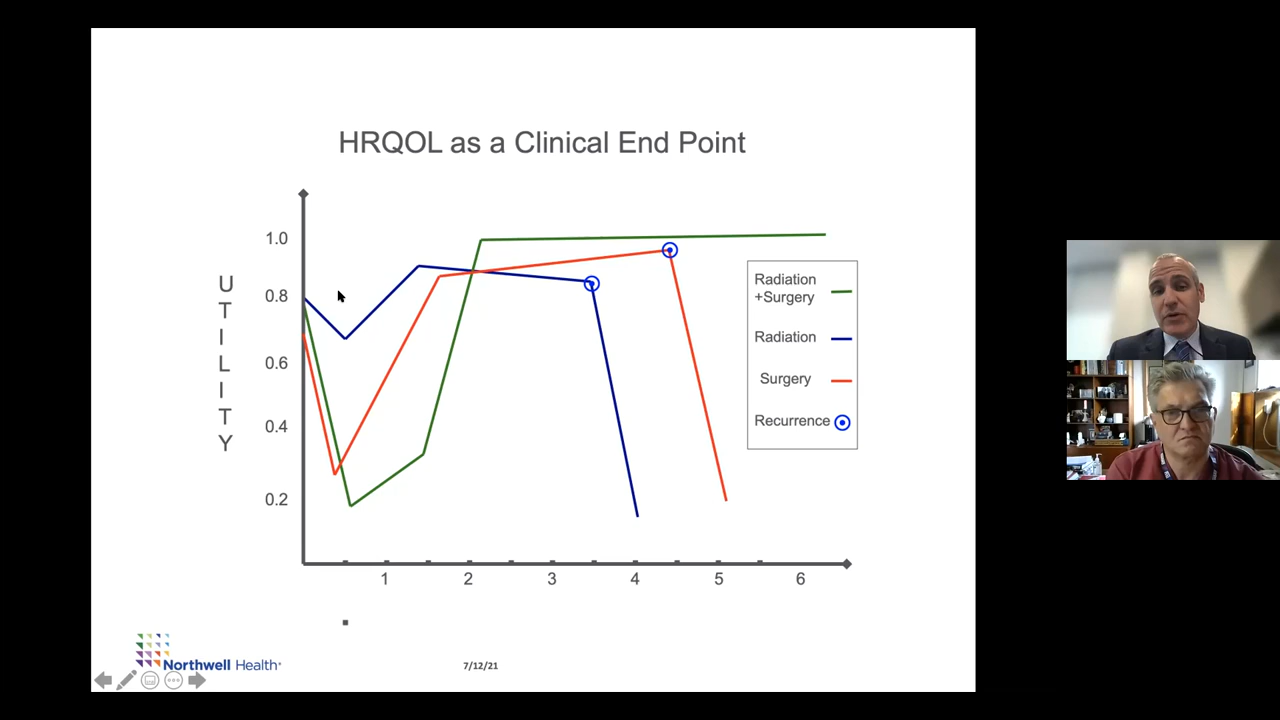 HRQOL as a Clinical End Point
UTILITY
1.0
0.8
0.6
0.4
0.2
1 2 3 4 5 6
Radiation
+Surgery
Radiation
Surgery
Recurrence
Northwell Health
7/12/21